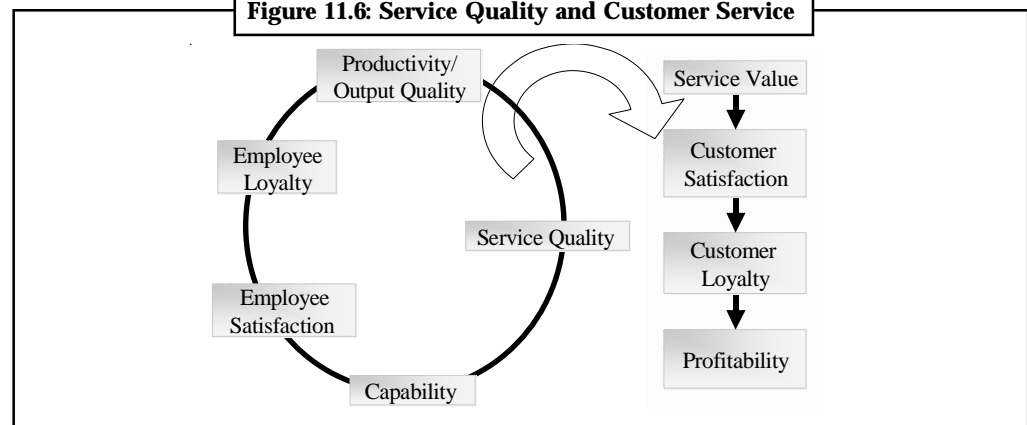 Figure 11.6: Service Quality and Customer Service
Productivity/
Output Quality
Employee
Loyalty
Service Quality
Employee
Satisfaction
Capability
Service Value
Customer
Satisfaction
Customer
Loyalty
Profitability